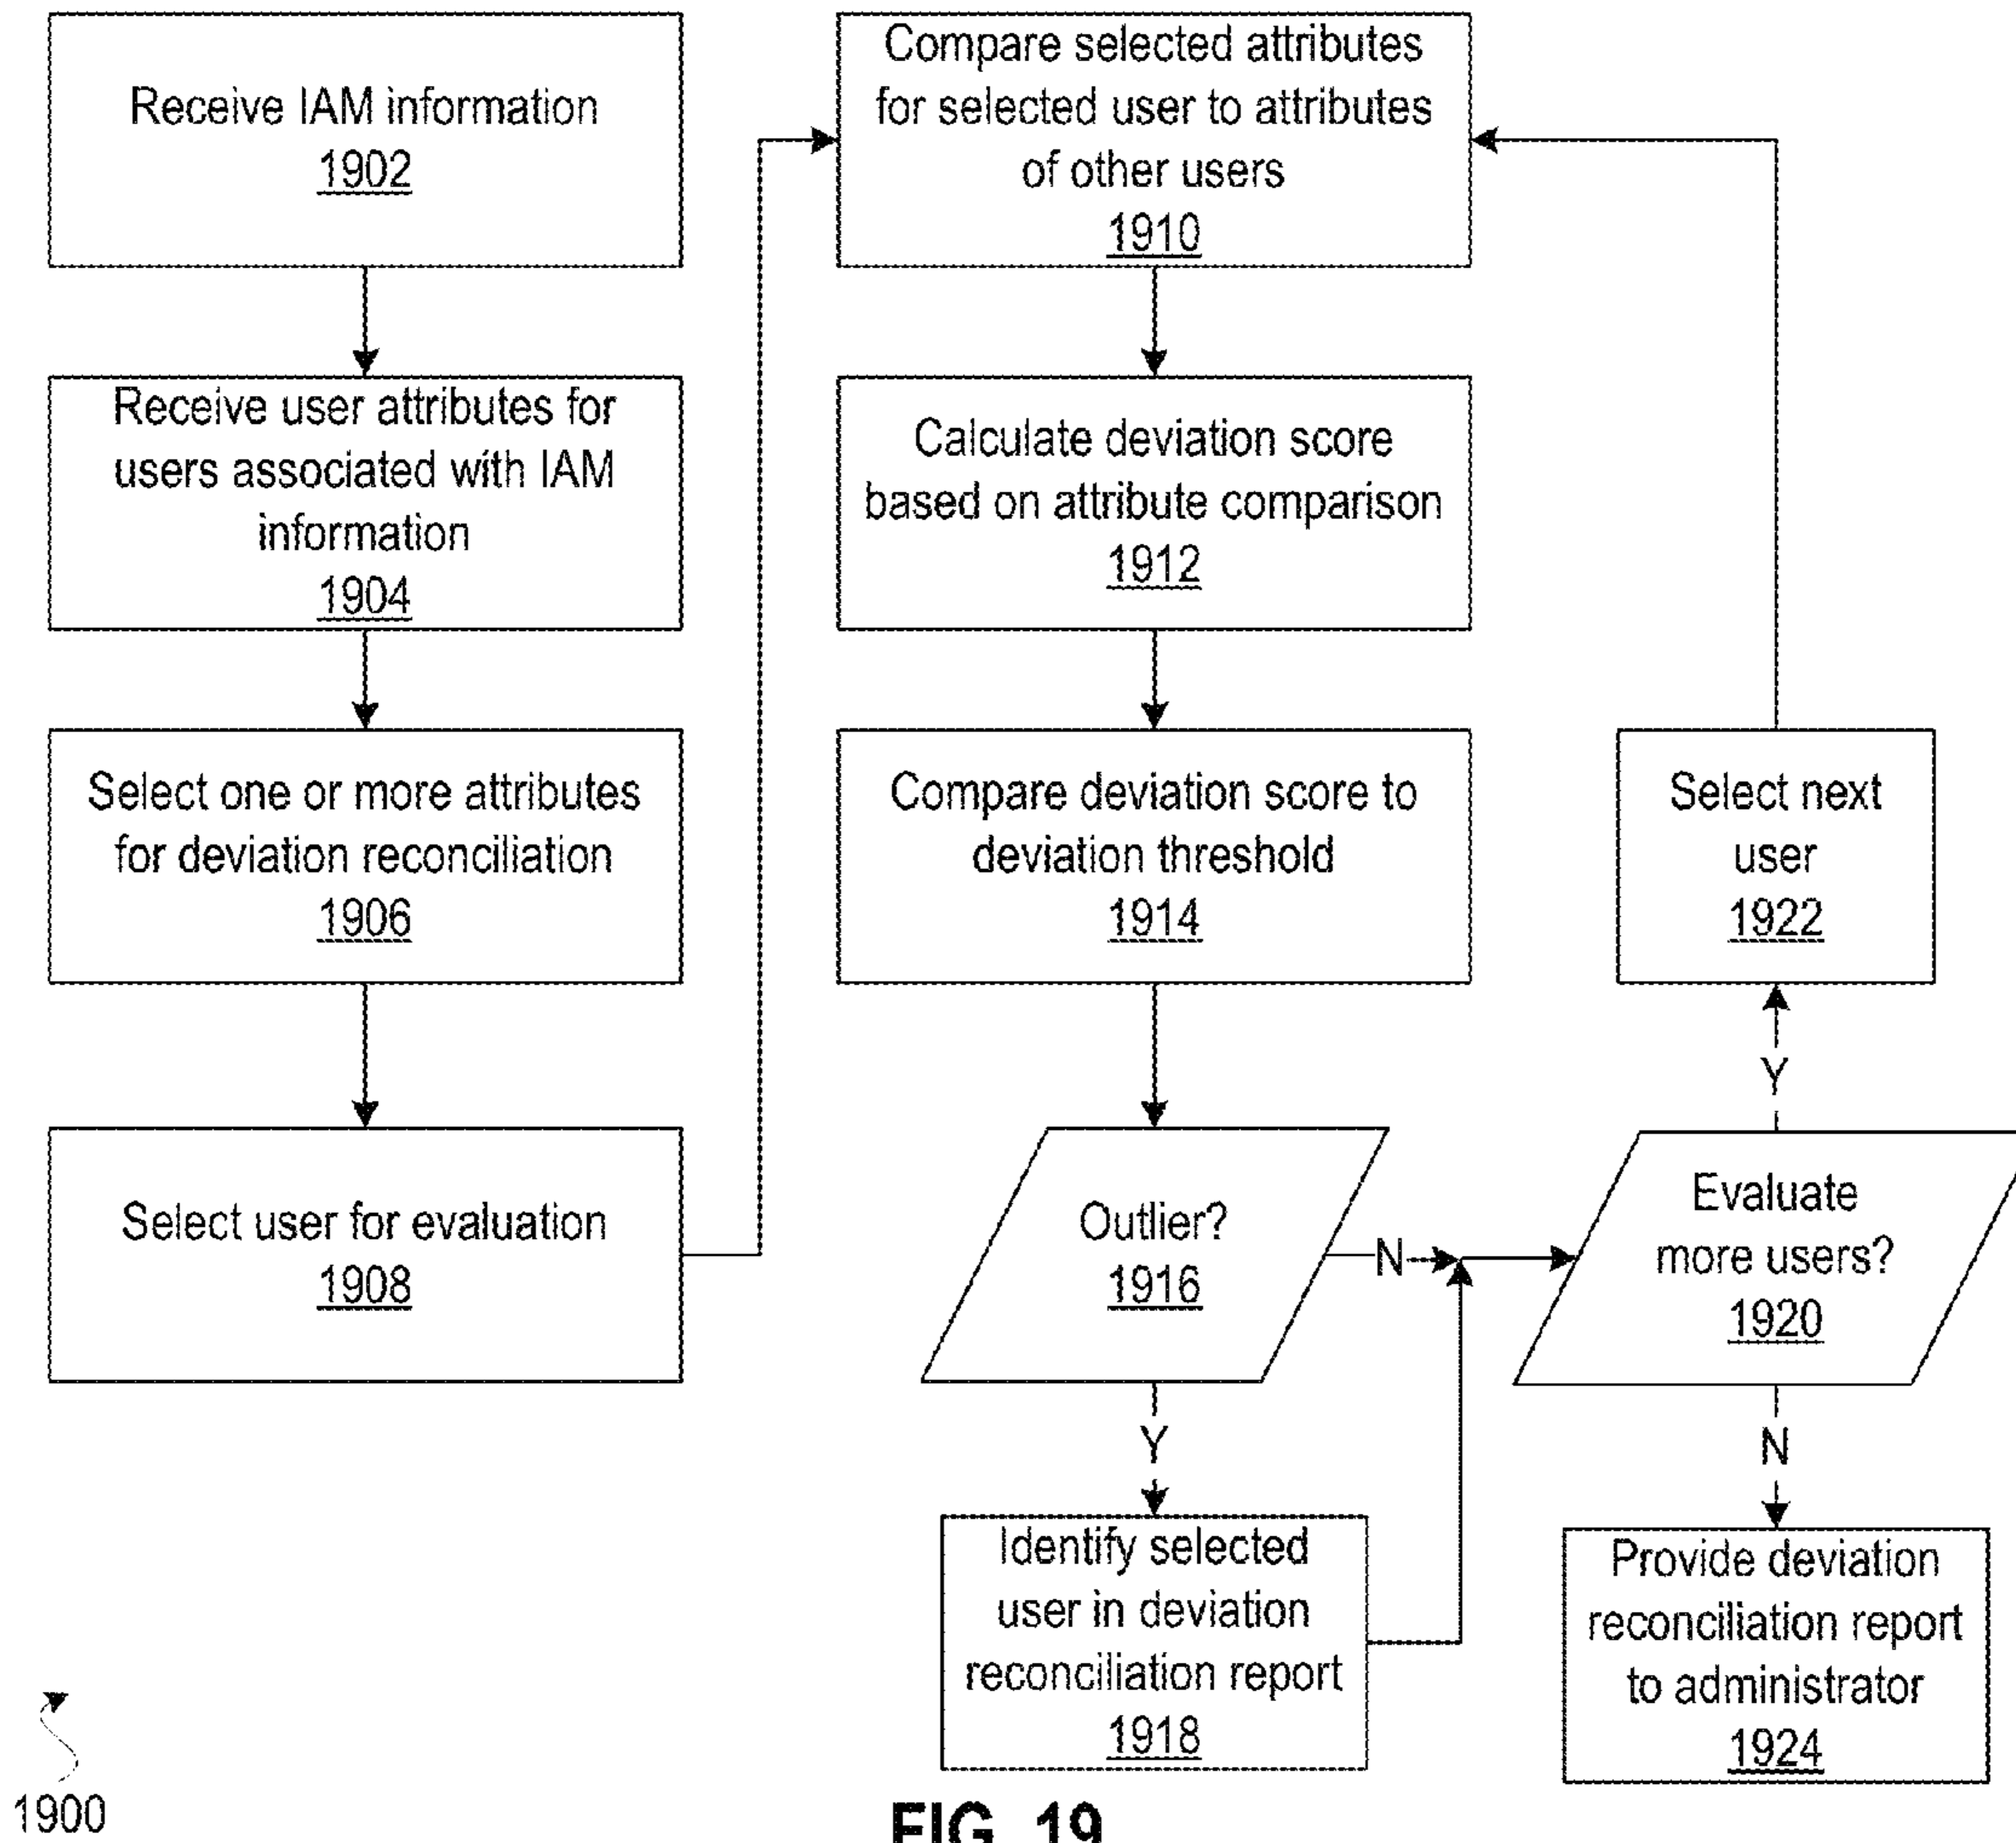 Receive IAM information
1902
Receive user attributes for
users associated with IAM
information
1904
Select one or more attributes
for deviation reconciliation
1906
Select user for evaluation
1908
Compare selected attributes
for selected user to attributes
of other users
1910
Calculate deviation score
based on attribute comparison
1912
Compare deviation score to
deviation threshold
1914
Outlier?
1916
N
Y
Identify selected
user in deviation
reconciliation report
1918
Select next
user
1922
Y
Evaluate
more users?
1920
N
Provide deviation
reconciliation report
to administrator
1924
1900
FIG. 19